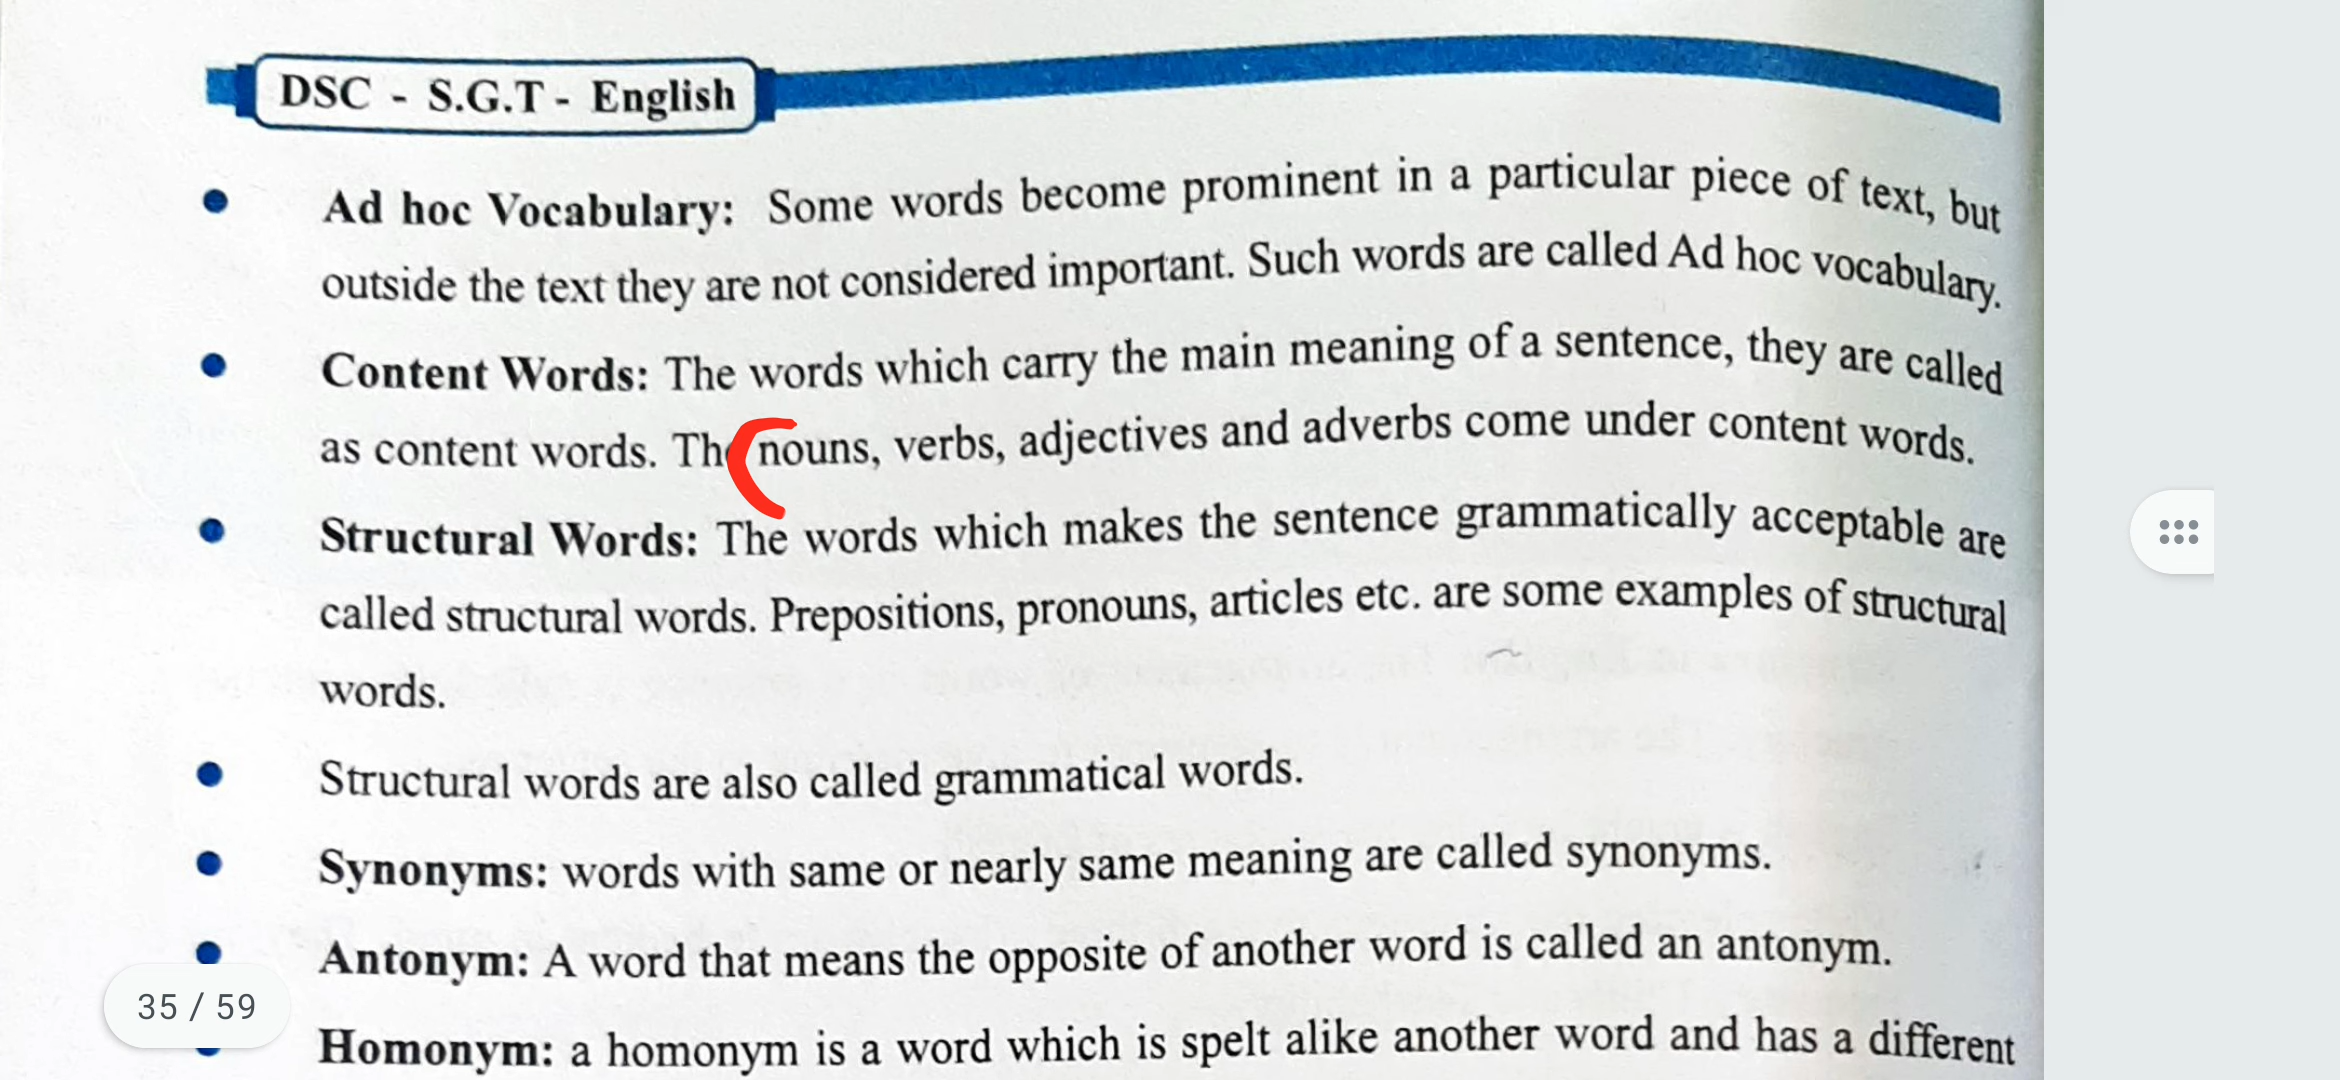 DSC - S.G.T - English
Ad hoc Vocabulary: Some words become prominent in a particular piece of text, but
outside the text they are not considered important. Such words are called Ad hoc vocabulary.
Content Words: The words which carry the main meaning of a sentence, they are called
as content words. The nouns, verbs, adjectives and adverbs come under content words.
Structural Words: The words which makes the sentence grammatically acceptable are
called structural words. Prepositions, pronouns, articles etc. are some examples of structural
words.
Structural words are also called grammatical words.
Synonyms: words with same or nearly same meaning are called synonyms.
Antonym: A word that means the opposite of another word is called an antonym.
35 / 59
Homonym: a homonym is a word which is spelt alike another word and has a different